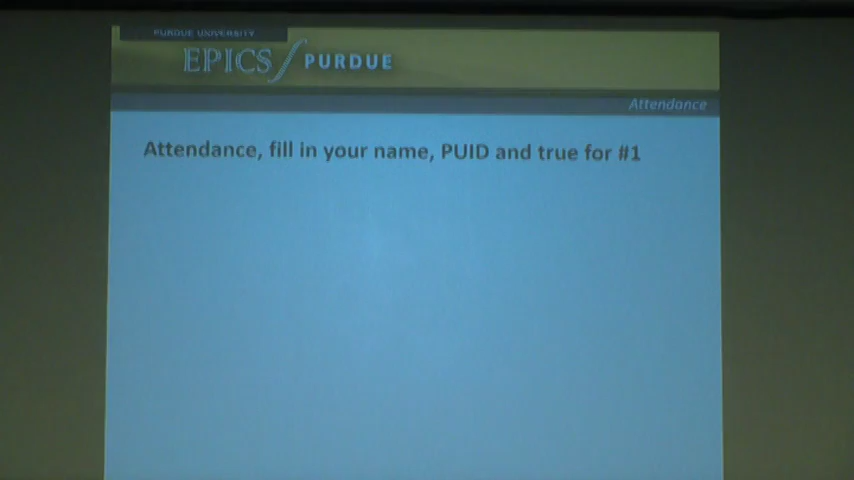 PURDUE UNIVERSITY
EPICS PURDUE
Attendance
Attendance, fill in your name, PUID and true for #1